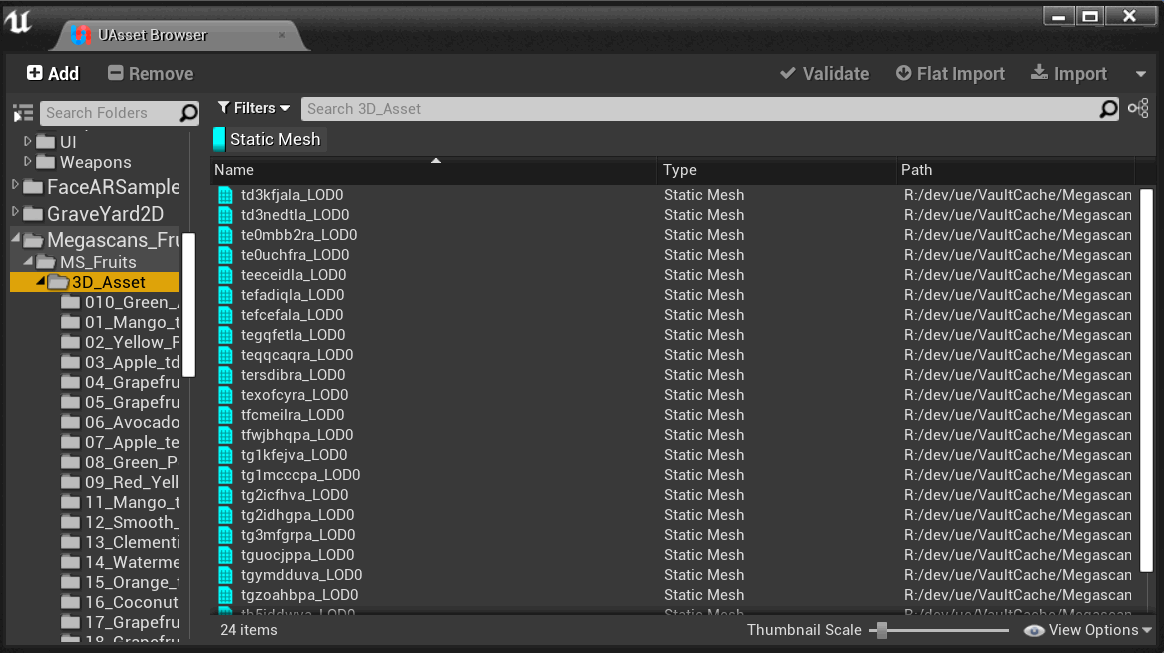 UAsset Browser
Add
Remove
Validate
Flat Import
Import
Search Folders
Filters
Search 3D_Asset
UI
Weapons
FaceARSample
GraveYard2D
Megascans_Fru
MS_Fruits
3D_Asset
010_Green_
01_Mango_t
02_Yellow_P
03_Apple_td
04_Grapefru
05_Grapefru
06_Avocado
07_Apple_te
08_Green_P
09_Red_Yell
11_Mango_t
12_Smooth_
13_Clementi
14_Waterme
15_Orange_
16_Coconut
17_Grapefru
18_Grapefru
Static Mesh
Name Type Path
td3kfjala_LOD0 Static Mesh R:/dev/ue/VaultCache/Megascan
td3nedtla_LOD0 Static Mesh R:/dev/ue/VaultCache/Megascan
te0mbb2ra_LOD0 Static Mesh R:/dev/ue/VaultCache/Megascan
te0uchfra_LOD0 Static Mesh R:/dev/ue/VaultCache/Megascan
teeceidla_LOD0 Static Mesh R:/dev/ue/VaultCache/Megascan
tefadiqla_LOD0 Static Mesh R:/dev/ue/VaultCache/Megascan
tefcefala_LOD0 Static Mesh R:/dev/ue/VaultCache/Megascan
tegqfetla_LOD0 Static Mesh R:/dev/ue/VaultCache/Megascan
teqqcaqra_LOD0 Static Mesh R:/dev/ue/VaultCache/Megascan
tersdibra_LOD0 Static Mesh R:/dev/ue/VaultCache/Megascan
texofcyra_LOD0 Static Mesh R:/dev/ue/VaultCache/Megascan
tfcmeilra_LOD0 Static Mesh R:/dev/ue/VaultCache/Megascan
tfwjbhqpa_LOD0 Static Mesh R:/dev/ue/VaultCache/Megascan
tg1kfejva_LOD0 Static Mesh R:/dev/ue/VaultCache/Megascan
tg1mcccpa_LOD0 Static Mesh R:/dev/ue/VaultCache/Megascan
tg2icfhva_LOD0 Static Mesh R:/dev/ue/VaultCache/Megascan
tg2idhgpa_LOD0 Static Mesh R:/dev/ue/VaultCache/Megascan
tg3mfgrpa_LOD0 Static Mesh R:/dev/ue/VaultCache/Megascan
tguocjppa_LOD0 Static Mesh R:/dev/ue/VaultCache/Megascan
tgymdduva_LOD0 Static Mesh R:/dev/ue/VaultCache/Megascan
tgzoahbpa_LOD0 Static Mesh R:/dev/ue/VaultCache/Megascan
Static Mesh R:/dev/ue/VaultCache/Megascan
24 items
Thumbnail Scale
View Options